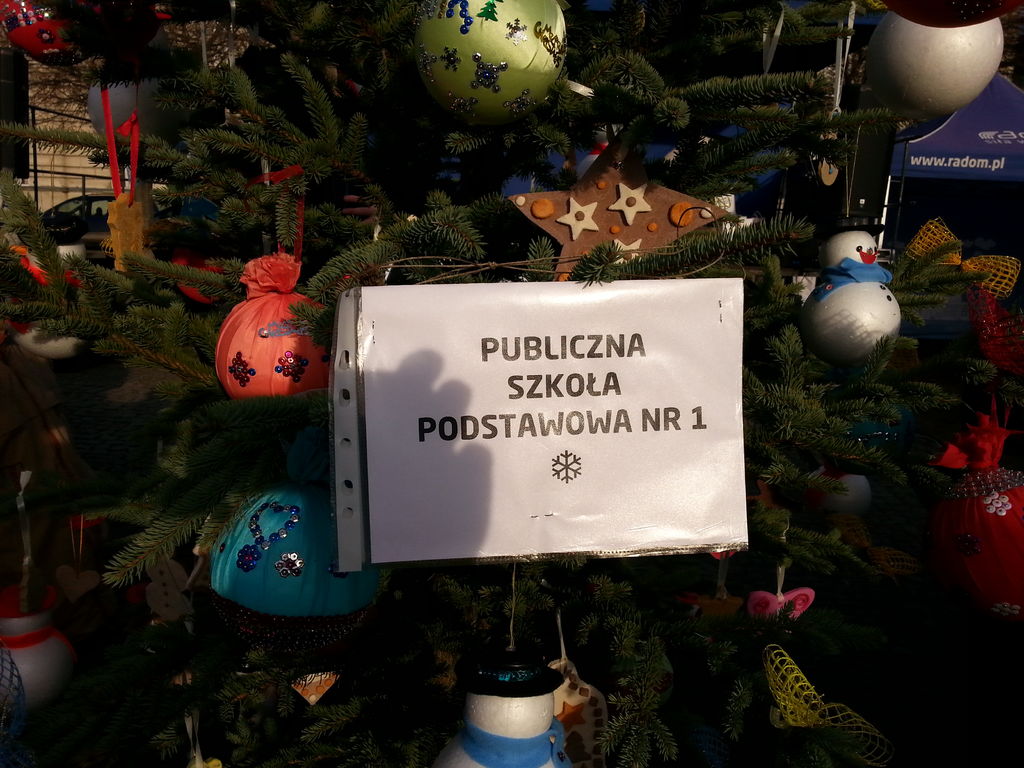 www.radom.pl
PUBLICZNA
SZKOŁA
PODSTAWOWA NR 1